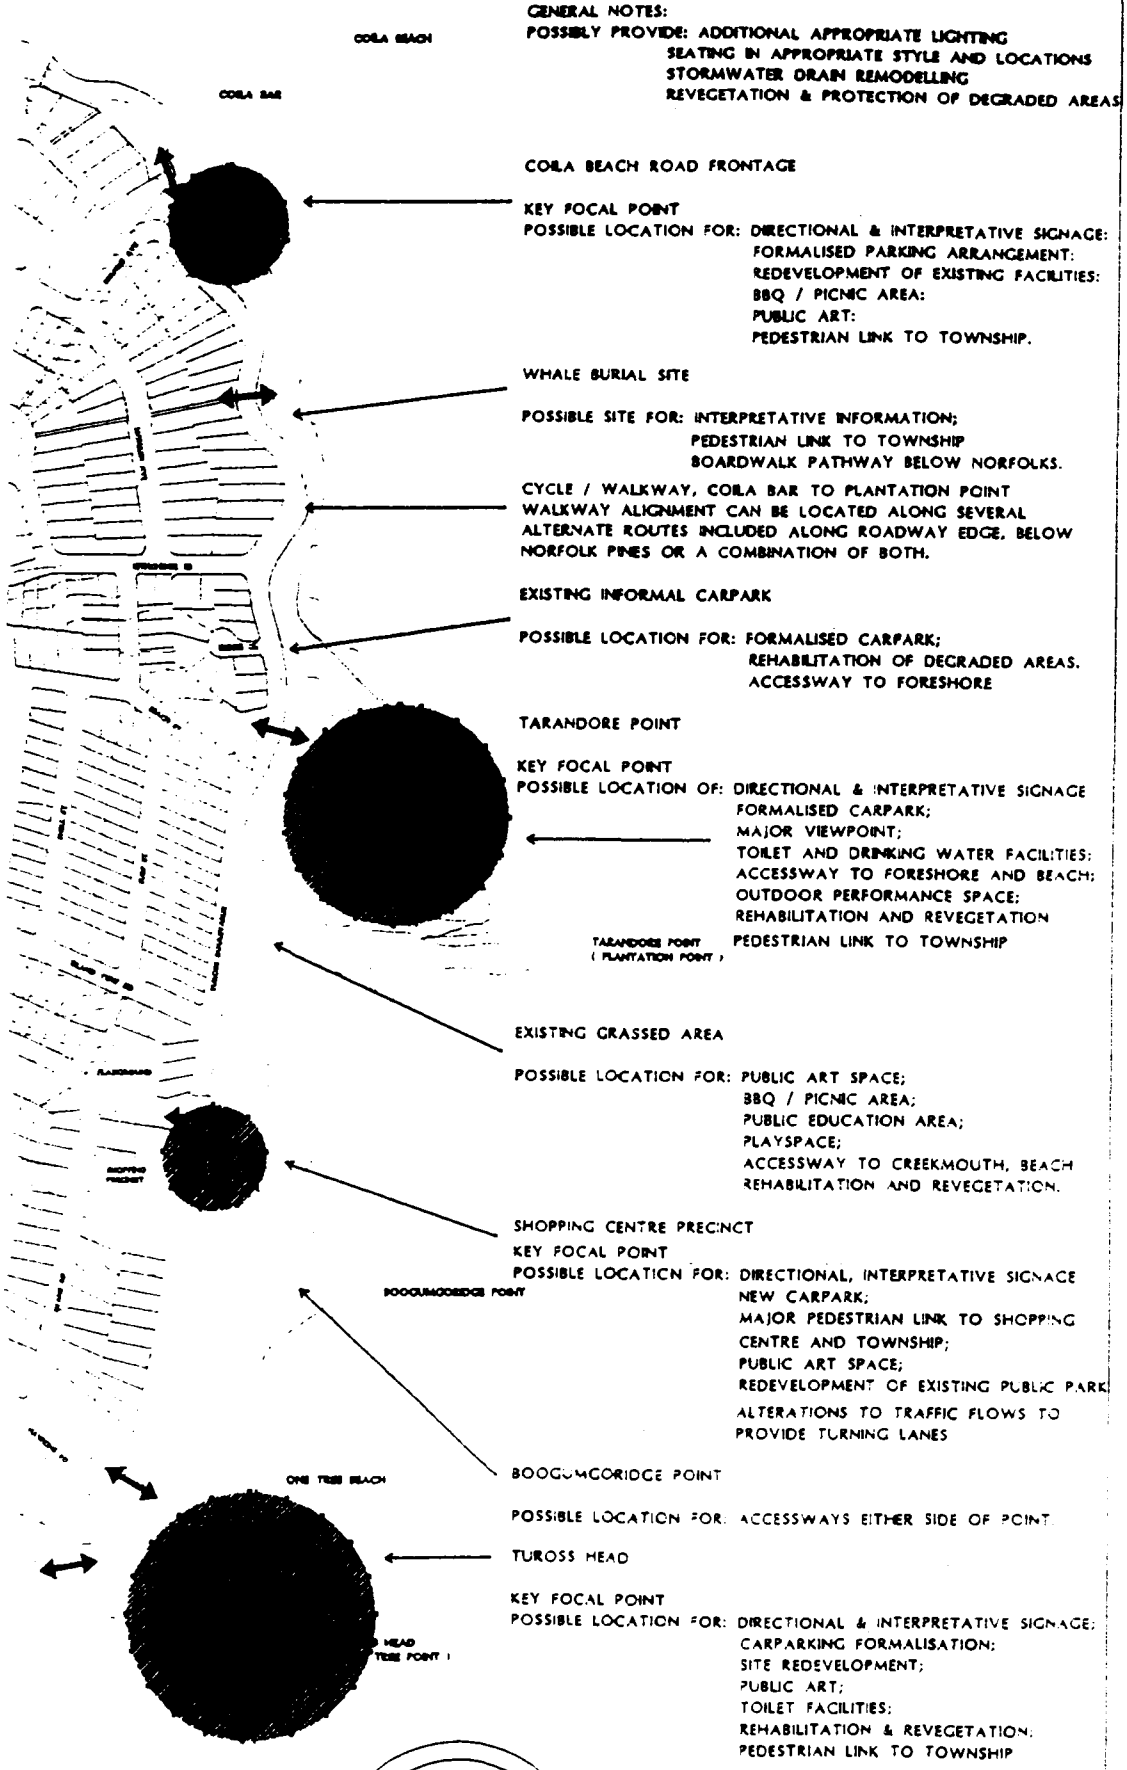 GENERAL NOTES:
POSSIBLY PROVIDE: ADDITIONAL APPROPRIATE LIGHTING
SEATING IN APPROPRIATE STYLE AND LOCATIONS
STORMWATER DRAIN REMODELLING
REVEGETATION & PROTECTION OF DEGRADED AREAS
COILA BEACH
COILA BAR
COILA BEACH ROAD FRONTAGE
KEY FOCAL POINT
POSSIBLE LOCATION FOR: DIRECTIONAL & INTERPRETATIVE SIGNAGE:
FORMALISED PARKING ARRANGEMENT:
REDEVELOPMENT OF EXISTING FACILITIES:
BBQ / PICNIC AREA:
PUBLIC ART:
PEDESTRIAN LINK TO TOWNSHIP.
WHALE BURIAL SITE
POSSIBLE SITE FOR: INTERPRETATIVE INFORMATION;
PEDESTRIAN LINK TO TOWNSHIP
BOARDWALK PATHWAY BELOW NORFOLKS.
CYCLE / WALKWAY, COILA BAR TO PLANTATION POINT
WALKWAY ALIGNMENT CAN BE LOCATED ALONG SEVERAL
ALTERNATE ROUTES INCLUDED ALONG ROADWAY EDGE, BELOW
NORFOLK PINES OR A COMBINATION OF BOTH.
EXISTING INFORMAL CARPARK
POSSIBLE LOCATION FOR: FORMALISED CARPARK;
REHABILITATION OF DEGRADED AREAS.
ACCESSWAY TO FORESHORE
BEACH ST
TARANDORE POINT
KEY FOCAL POINT
POSSIBLE LOCATION OF: DIRECTIONAL & INTERPRETATIVE SIGNAGE
FORMALISED CARPARK;
MAJOR VIEWPOINT;
TOILET AND DRINKING WATER FACILITIES:
ACCESSWAY TO FORESHORE AND BEACH;
OUTDOOR PERFORMANCE SPACE;
REHABILITATION AND REVEGETATION
PEDESTRIAN LINK TO TOWNSHIP
TARANDORE POINT
( PLANTATION POINT )
EXISTING GRASSED AREA
POSSIBLE LOCATION FOR: PUBLIC ART SPACE;
BBQ / PICNIC AREA;
PUBLIC EDUCATION AREA;
PLAYSPACE;
ACCESSWAY TO CREEKMOUTH, BEACH
REHABILITATION AND REVEGETATION.
PLAYGROUND
SHOPPING
PRECINCT
SHOPPING CENTRE PRECINCT
KEY FOCAL POINT
POSSIBLE LOCATION FOR: DIRECTIONAL, INTERPRETATIVE SIGNAGE
NEW CARPARK;
MAJOR PEDESTRIAN LINK TO SHOPPING
CENTRE AND TOWNSHIP;
PUBLIC ART SPACE;
REDEVELOPMENT OF EXISTING PUBLIC PARK
ALTERATIONS TO TRAFFIC FLOWS TO
PROVIDE TURNING LANES
BOOGUMGORIDGE POINT
BOOGUMGORIDGE POINT
POSSIBLE LOCATION FOR: ACCESSWAYS EITHER SIDE OF POINT.
ONE TREE BEACH
TUROSS HEAD
KEY FOCAL POINT
POSSIBLE LOCATION FOR: DIRECTIONAL & INTERPRETATIVE SIGNAGE;
CARPARKING FORMALISATION;
SITE REDEVELOPMENT;
PUBLIC ART;
TOILET FACILITIES;
REHABILITATION & REVEGETATION;
PEDESTRIAN LINK TO TOWNSHIP
HEAD
TREE POINT )